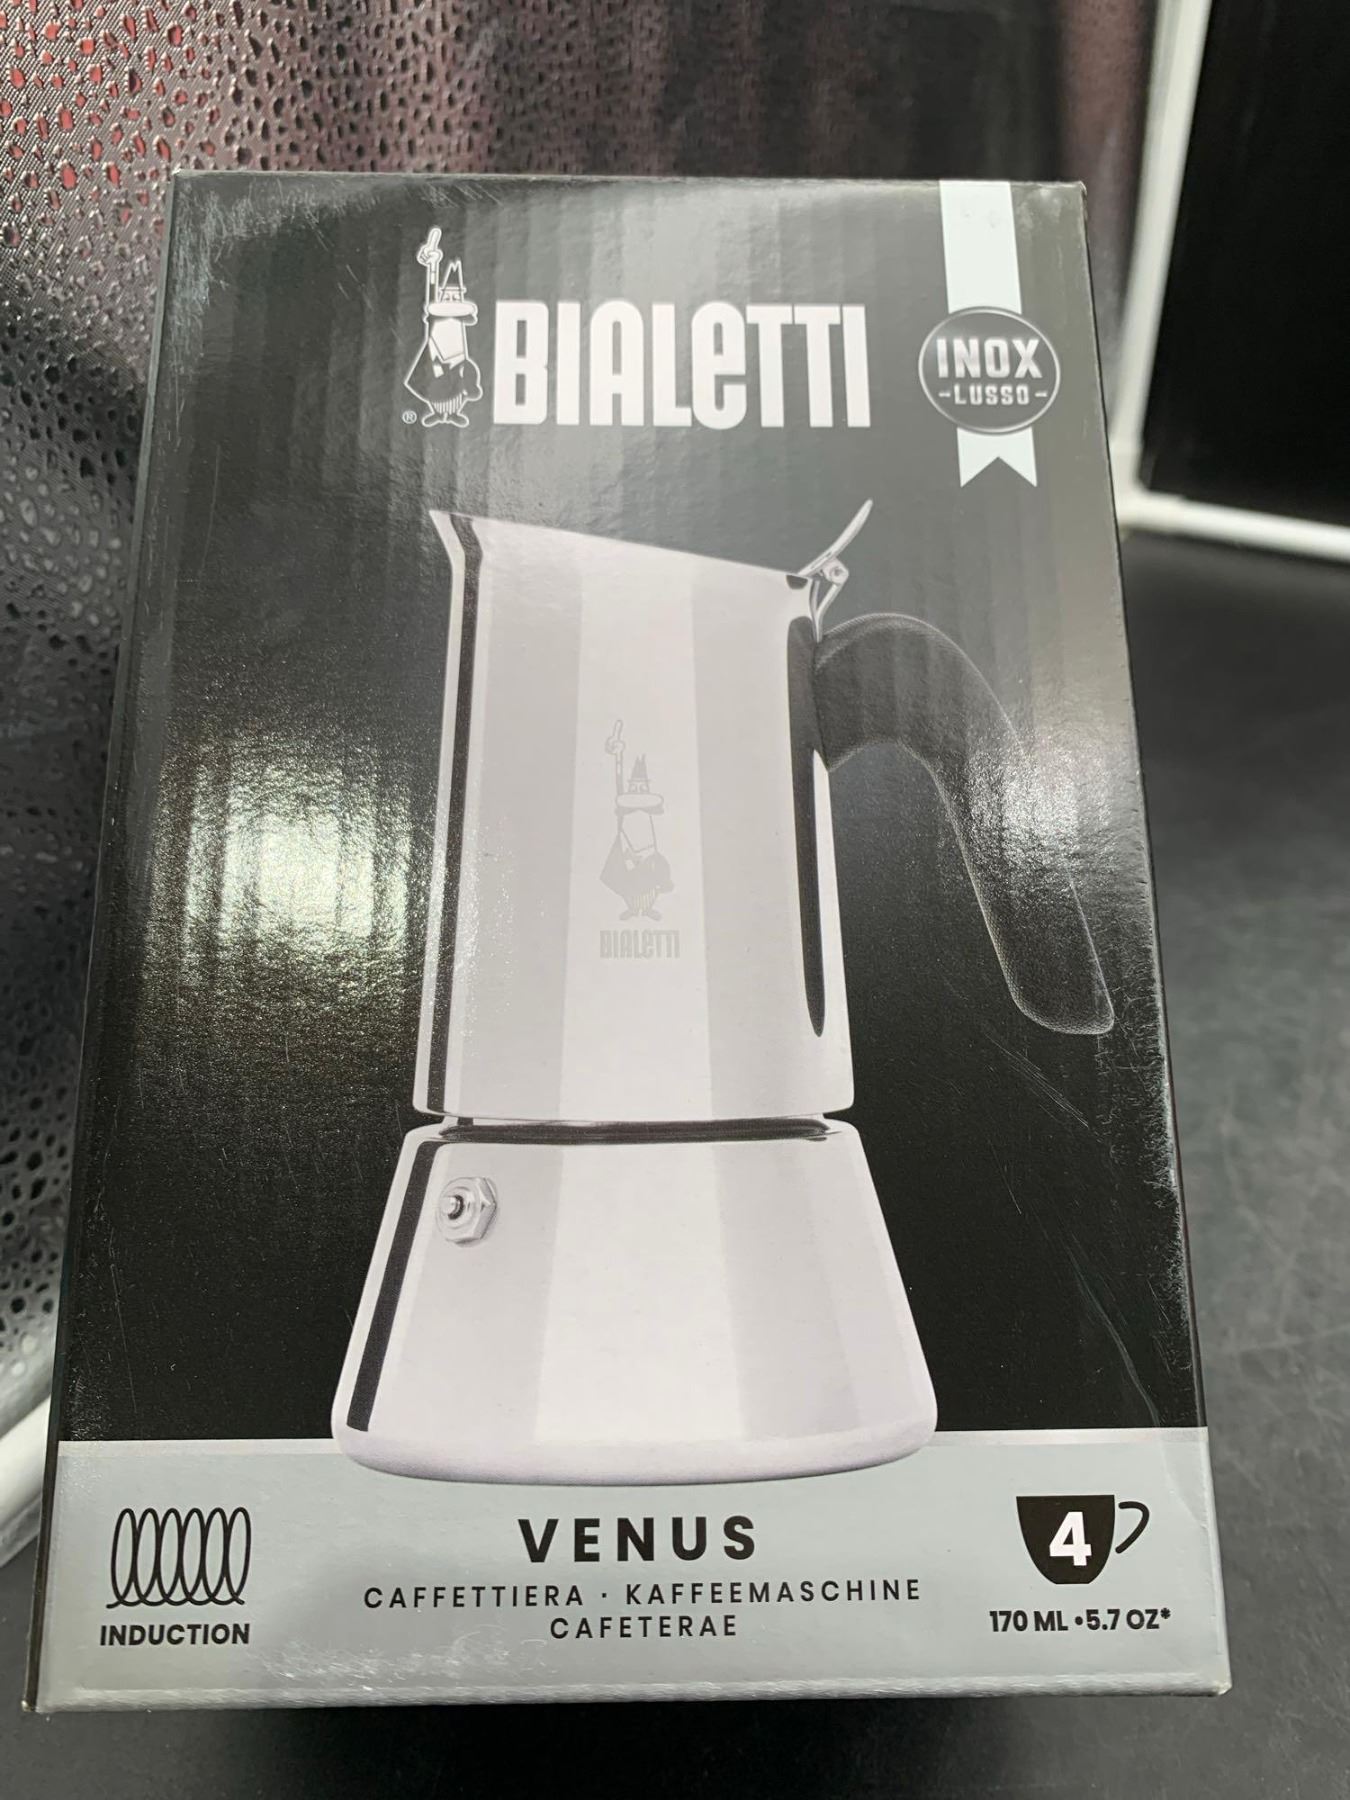 BIALETTI
®
INOX
-LUSSO-
BIALETTI
INDUCTION
VENUS
CAFFETTIERA · KAFFEEMASCHINE
CAFETERAE
4
170 ML • 5.7 OZ*